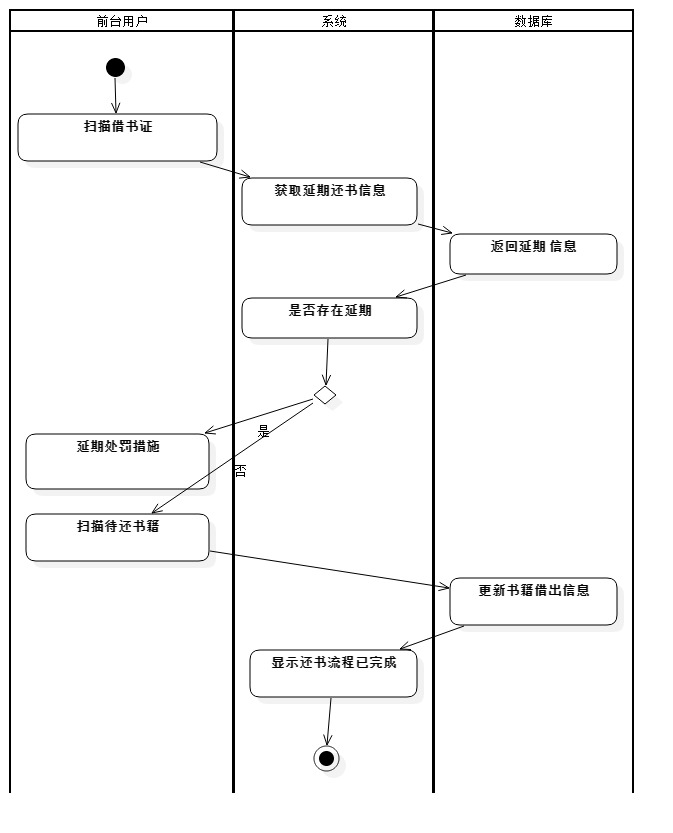 前台用户
系统
数据库
扫描借书证
获取延期还书信息
返回延期 信息
是否存在延期
是
延期处罚措施
否
扫描待还书籍
更新书籍借出信息
显示还书流程已完成